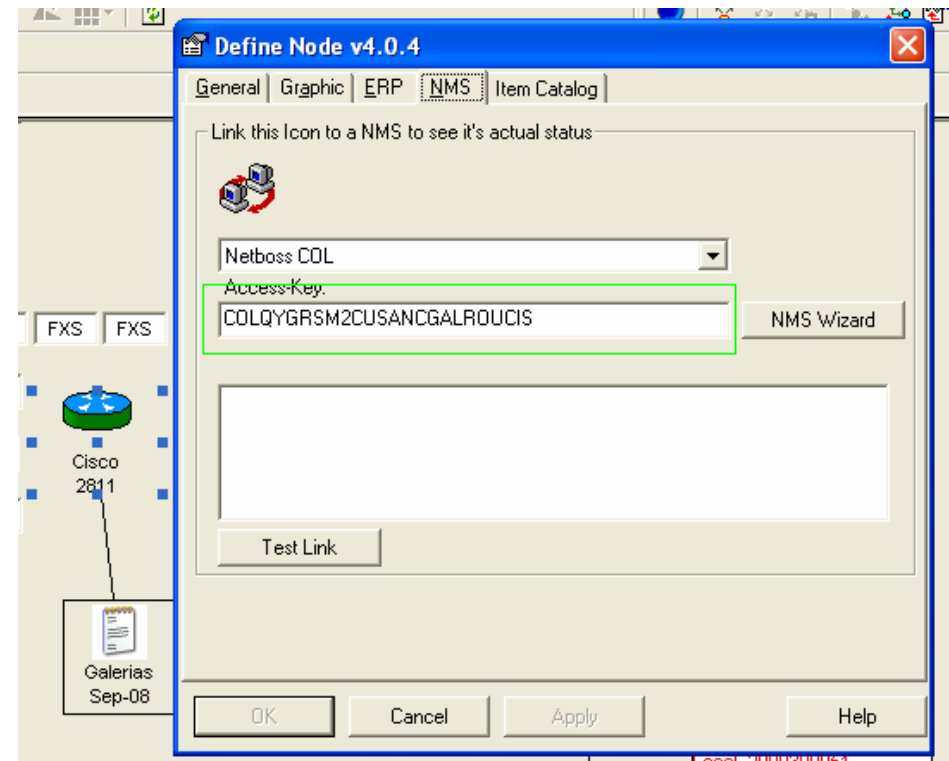 Define Node v4.0.4
General Graphic ERP NMS Item Catalog
Link this Icon to a NMS to see it's actual status
Netboss COL
Access-Key:
COLQYGRSM2CUSANCGALROUCIS
NMS Wizard
FXS FXS
Cisco
2811
Test Link
Galerias
Sep-08
OK Cancel Apply Help